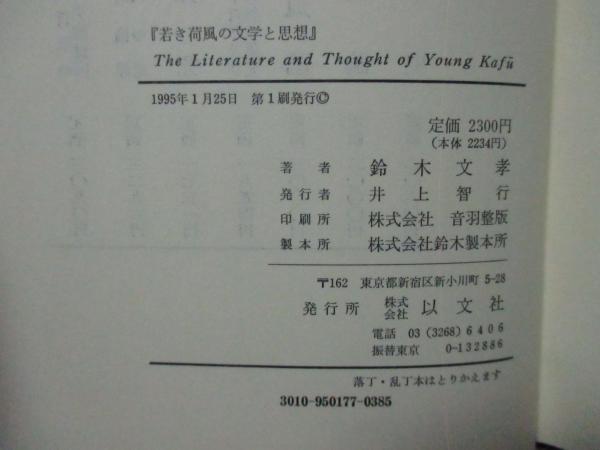 『若き荷風の文学と思想』
The Literature and Thought of Young Kafū
1995年1月25日 第1刷発行©
定価 2300円
(本体 2234円)
著者 鈴木文孝
発行者 井上智行
印刷所 株式会社 音羽整版
製本所 株式会社鈴木製本所
〒162 東京都新宿区新小川町 5-28
発行所 株式会社 以文社
電話 03 (3268) 6406
振替東京 0-132886
落丁・乱丁本はとりかえます
3010-950177-0385